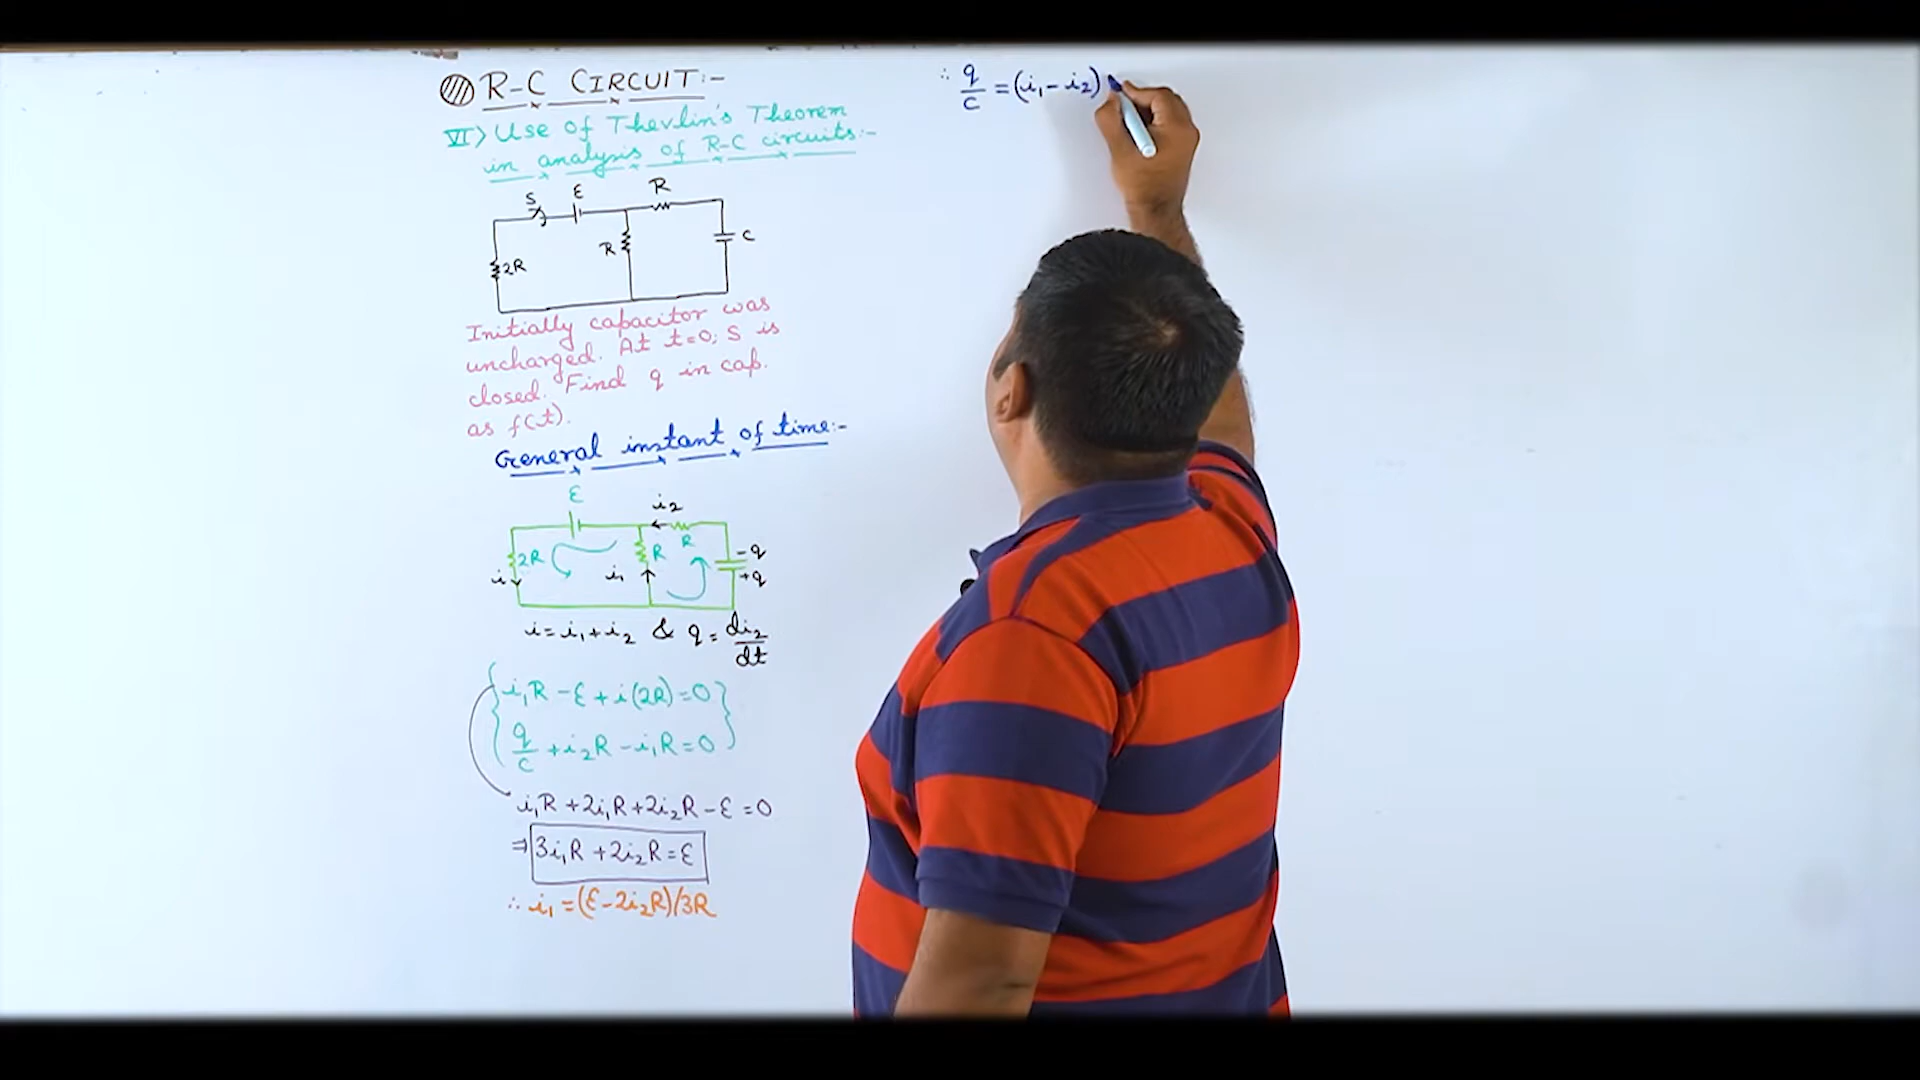 R-C CIRCUIT:-
VI> Use of Thevlin's Theorem
in analysis of R-C circuits:-
S
ε
R
R
C
2R
Initially capacitor was
uncharged. At t=0; S is
closed. Find q in cap.
as f(t).
General instant of time:-
ε
i₂
2R
R
R
-q
+q
i
i₁
i=i₁+i₂ & q=di₂/dt
i₁R-ε+i(2R)=0
q/c+i₂R-i₁R=0
i₁R+2i₁R+2i₂R-ε=0
⇒3i₁R+2i₂R=ε
∴ i₁=(ε-2i₂R)/3R
∴ q/c=(i₁-i₂)